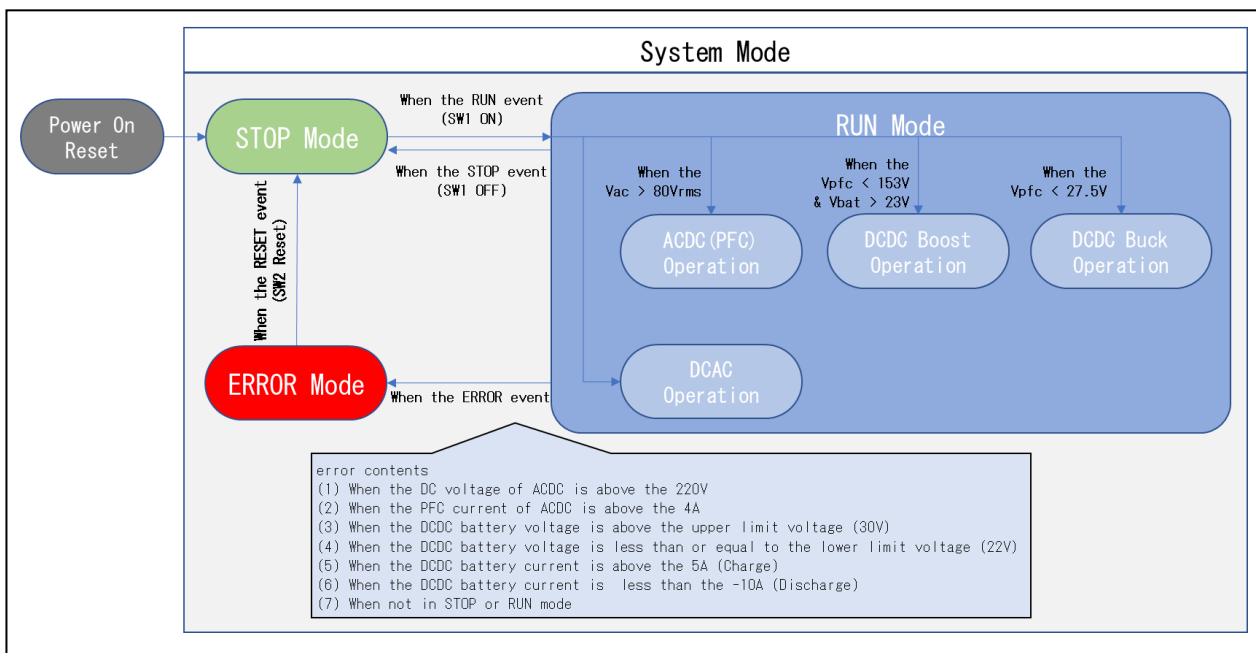 System Mode
Power On
Reset
STOP Mode
When the RUN event
(SW1 ON)
When the STOP event
(SW1 OFF)
RUN Mode
When the
Vac > 80Vrms
When the
Vpfc < 153V
& Vbat > 23V
When the
Vpfc < 27.5V
ACDC(PFC)
Operation
DCDC Boost
Operation
DCDC Buck
Operation
When the RESET event
(SW2 Reset)
ERROR Mode
When the ERROR event
DCAC
Operation
error contents
(1) When the DC voltage of ACDC is above the 220V
(2) When the PFC current of ACDC is above the 4A
(3) When the DCDC battery voltage is above the upper limit voltage (30V)
(4) When the DCDC battery voltage is less than or equal to the lower limit voltage (22V)
(5) When the DCDC battery current is above the 5A (Charge)
(6) When the DCDC battery current is  less than the -10A (Discharge)
(7) When not in STOP or RUN mode